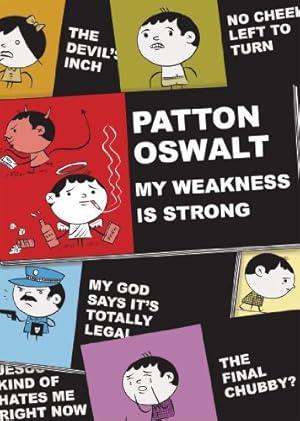 THE
DEVIL'S
INCH
NO CHEEK
LEFT TO
TURN
PATTON
OSWALT
MY WEAKNESS
IS STRONG
MY GOD
SAYS IT'S
TOTALLY
LEGAL
JESUS
KIND OF
HATES ME
RIGHT NOW
THE
FINAL
CHUBBY?